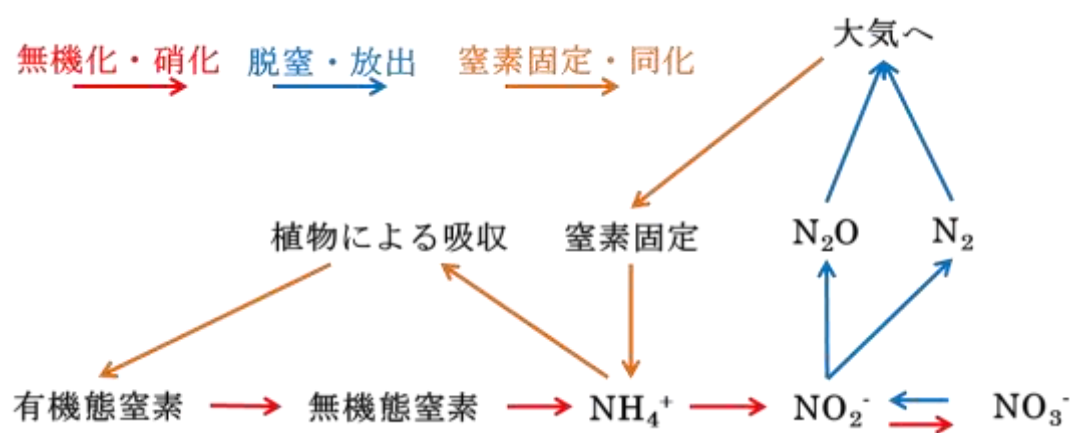 大気へ
無機化・硝化 脱窒・放出 窒素固定・同化
植物による吸収 窒素固定 N₂O N₂
有機態窒素 無機態窒素 NH₄⁺ NO₂⁻ NO₃⁻